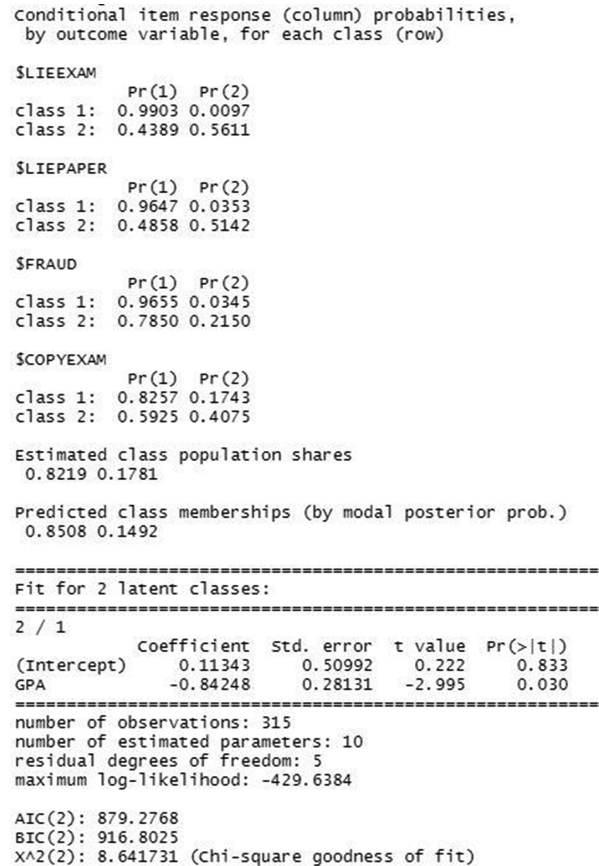 Conditional item response (column) probabilities,
by outcome variable, for each class (row)
$LIEEXAM
Pr(1) Pr(2)
class 1: 0.9903 0.0097
class 2: 0.4389 0.5611
$LIEPAPER
Pr(1) Pr(2)
class 1: 0.9647 0.0353
class 2: 0.4858 0.5142
$FRAUD
Pr(1) Pr(2)
class 1: 0.9655 0.0345
class 2: 0.7850 0.2150
$COPYEXAM
Pr(1) Pr(2)
class 1: 0.8257 0.1743
class 2: 0.5925 0.4075
Estimated class population shares
0.8219 0.1781
Predicted class memberships (by modal posterior prob.)
0.8508 0.1492
=========================================================
Fit for 2 latent classes:
=========================================================
2 / 1
Coefficient Std. error t value Pr(>|t|)
(Intercept) 0.11343 0.50992 0.222 0.833
GPA -0.84248 0.28131 -2.995 0.030
=========================================================
number of observations: 315
number of estimated parameters: 10
residual degrees of freedom: 5
maximum log-likelihood: -429.6384
AIC(2): 879.2768
BIC(2): 916.8025
X^2(2): 8.641731 (Chi-square goodness of fit)